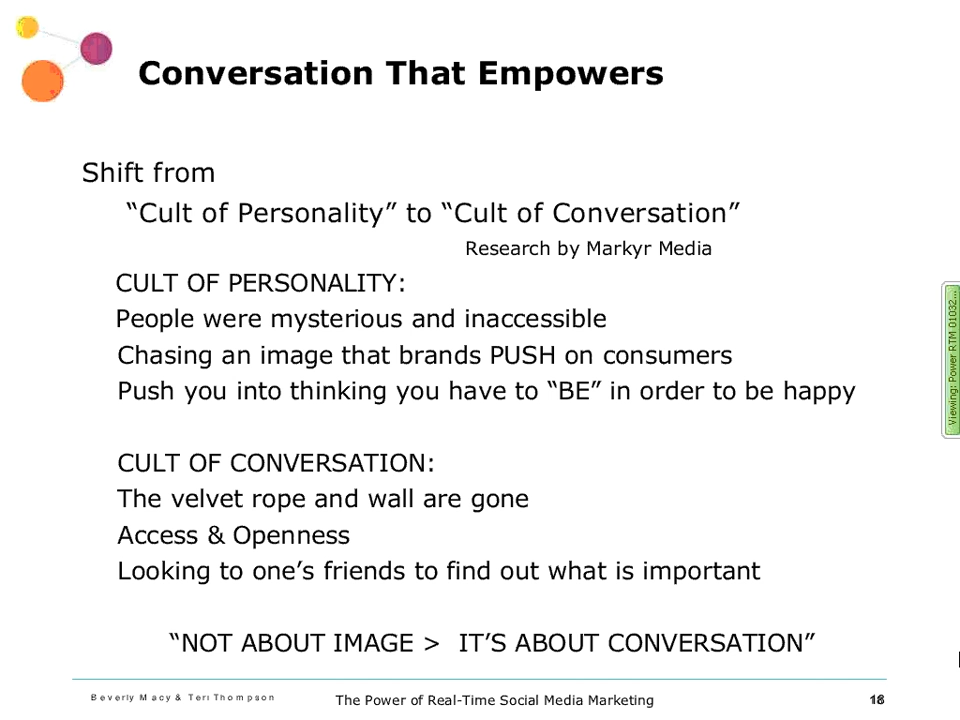 Conversation That Empowers
Shift from
“Cult of Personality” to “Cult of Conversation”
Research by Markyr Media
CULT OF PERSONALITY:
People were mysterious and inaccessible
Chasing an image that brands PUSH on consumers
Push you into thinking you have to “BE” in order to be happy
CULT OF CONVERSATION:
The velvet rope and wall are gone
Access & Openness
Looking to one’s friends to find out what is important
“NOT ABOUT IMAGE > IT’S ABOUT CONVERSATION”
Beverly Macy & Teri Thompson
The Power of Real-Time Social Media Marketing
Viewing: Power RTM 01032...